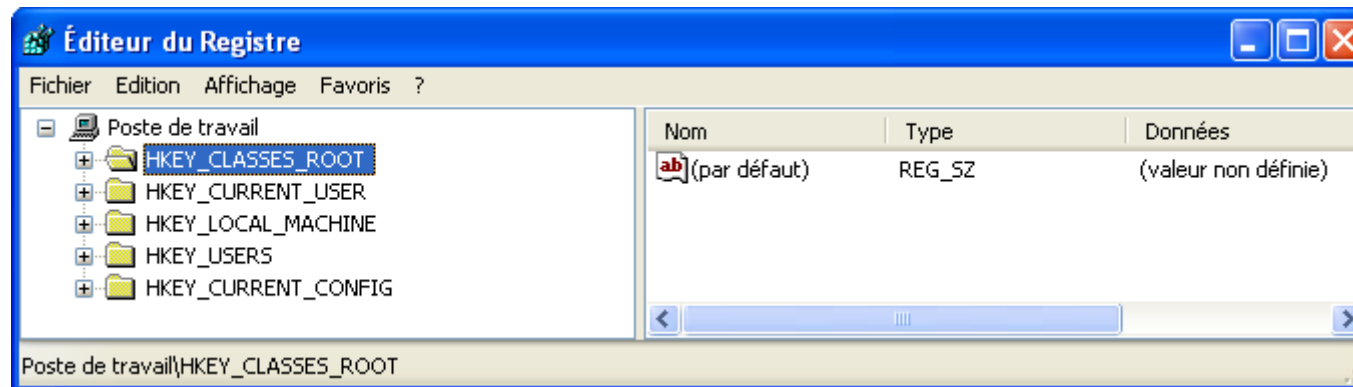 Éditeur du Registre
Fichier Edition Affichage Favoris ?
Poste de travail
HKEY_CLASSES_ROOT
HKEY_CURRENT_USER
HKEY_LOCAL_MACHINE
HKEY_USERS
HKEY_CURRENT_CONFIG
Nom Type Données
ab (par défaut) REG_SZ (valeur non définie)
Poste de travail\HKEY_CLASSES_ROOT